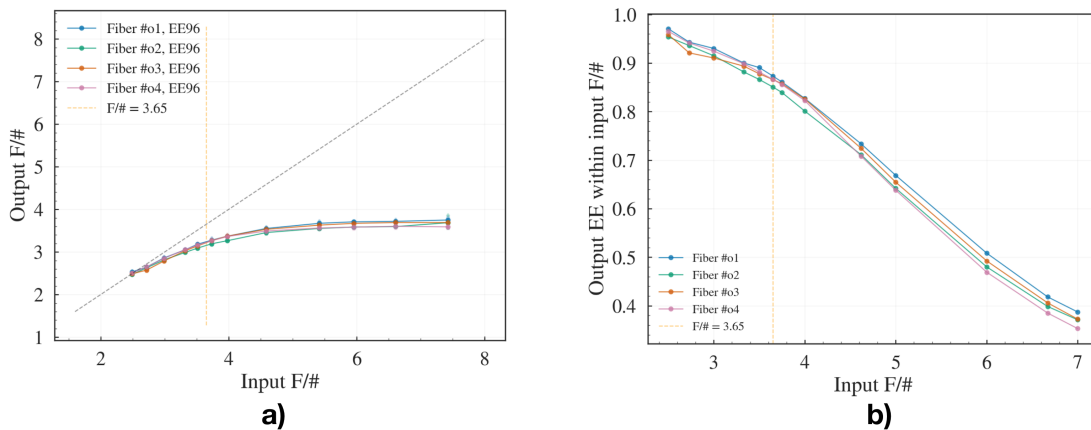 8
7
6
5
4
3
2
1
Output F/#
Fiber #o1, EE96
Fiber #o2, EE96
Fiber #o3, EE96
Fiber #o4, EE96
F/# = 3.65
2 4 6 8
Input F/#
a)
1.0
0.9
0.8
0.7
0.6
0.5
0.4
Output EE within input F/#
Fiber #o1
Fiber #o2
Fiber #o3
Fiber #o4
F/# = 3.65
3 4 5 6 7
Input F/#
b)